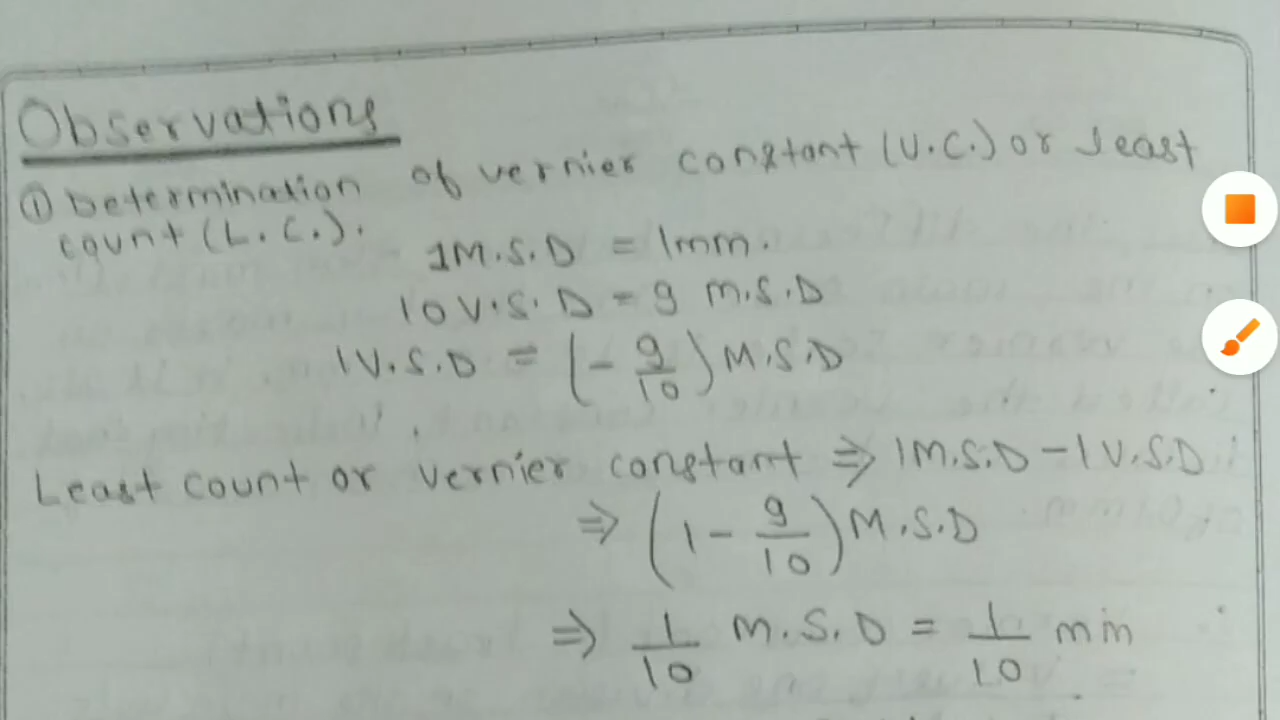 Observations
① Determination of vernier constant (V.C.) or least
count (L.C.).
1M.S.D = 1mm.
10 V.S.D = 9 M.S.D
1V.S.D = (- 9/10) M.S.D
Least count or vernier constant ⇒ 1M.S.D - 1V.S.D
⇒ (1 - 9/10) M.S.D
⇒ 1/10 M.S.D = 1/10 mm